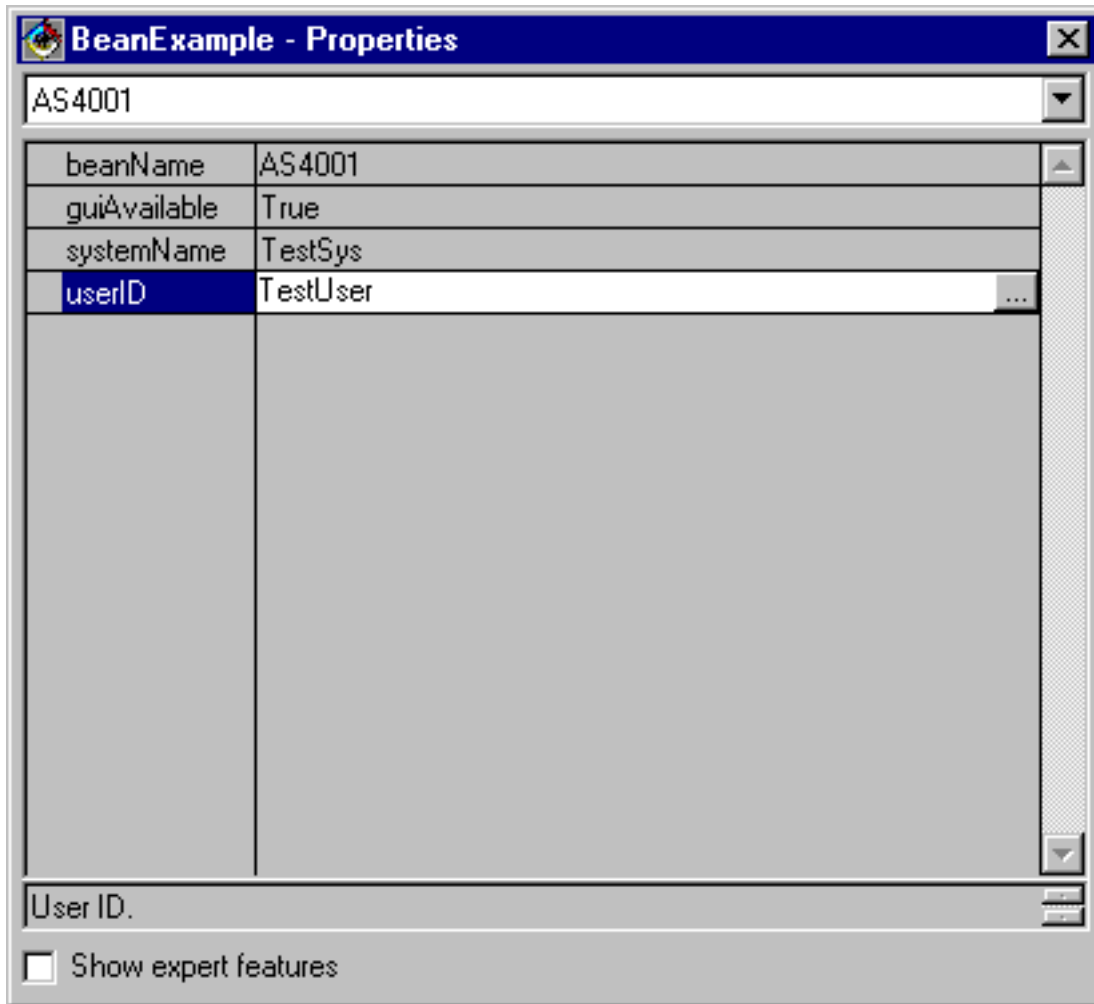 BeanExample - Properties
AS4001
beanName AS4001
guiAvailable True
systemName TestSys
userID TestUser ...
User ID.
Show expert features